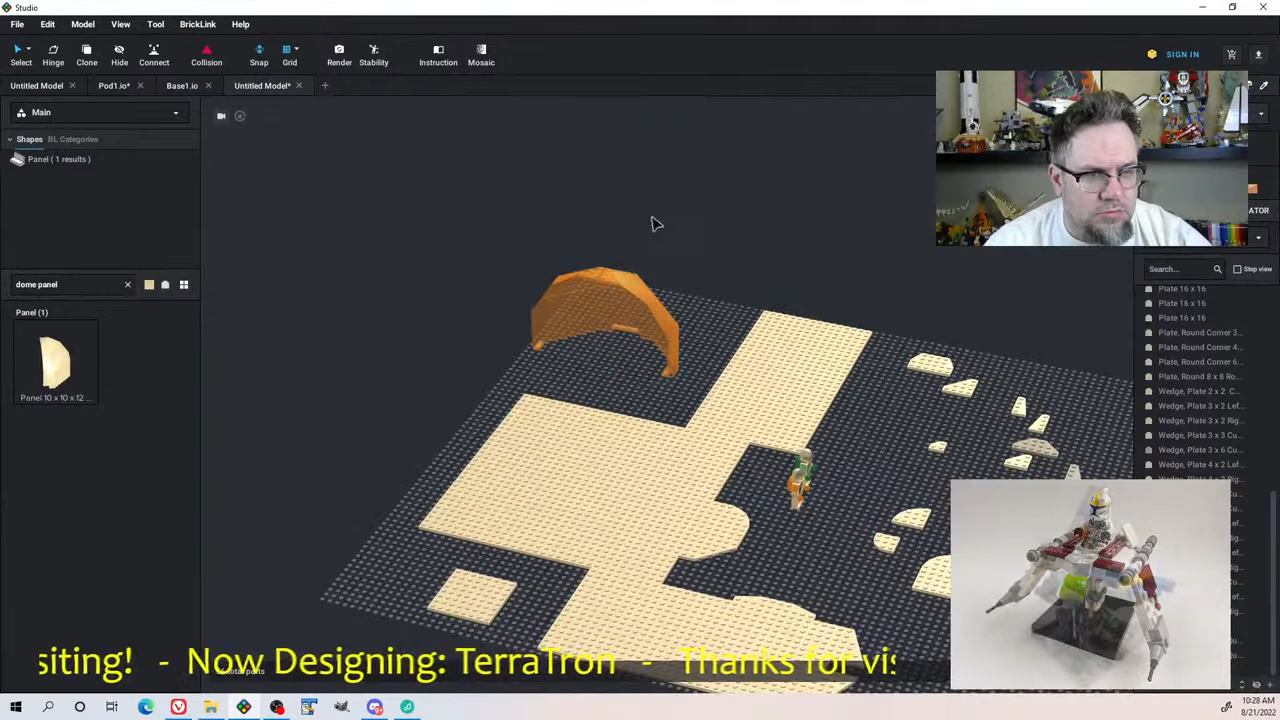 Studio
File Edit Model View Tool BrickLink Help
Select Hinge Clone Hide Connect Collision Snap Grid Render Stability Instruction Mosaic
SIGN IN
Untitled Model Pod1.io* Base1.io Untitled Model*
Main
Shapes BL Categories
Panel ( 1 results )
dome panel
Panel (1)
Panel 10 x 10 x 12 ...
ATOR
Search... Step view
Plate 16 x 16
Plate 16 x 16
Plate 16 x 16
Plate, Round Corner 3...
Plate, Round Corner 4...
Plate, Round Corner 6...
Plate, Round 8 x 8 Ro...
Wedge, Plate 2 x 2 C...
Wedge, Plate 3 x 2 Lef...
Wedge, Plate 3 x 2 Rig...
Wedge, Plate 3 x 3 Cu...
Wedge, Plate 3 x 6 Cu...
Wedge, Plate 4 x 2 Lef...
siting! - Now Designing: TerraTron - Thanks for vis
10:28 AM
8/21/2022